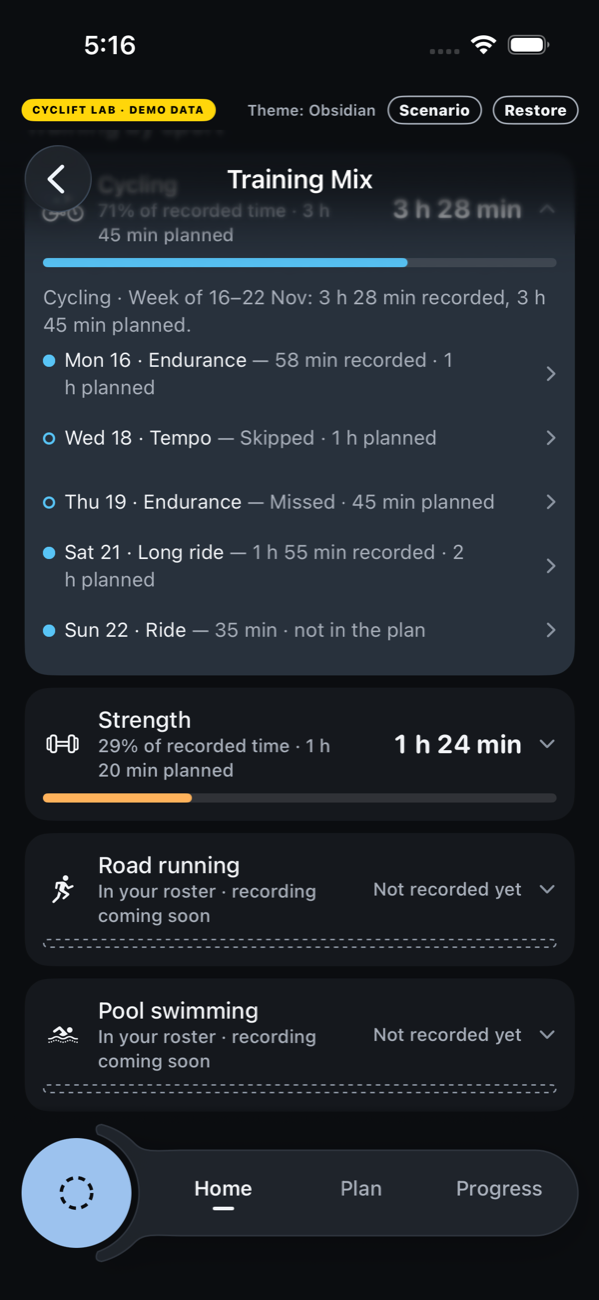 5:16
CYCLIFT LAB · DEMO DATA
Theme: Obsidian
Scenario
Restore
Training by sport
Training Mix
Cycling
71% of recorded time · 3 h
45 min planned
3 h 28 min
Cycling · Week of 16–22 Nov: 3 h 28 min recorded, 3 h
45 min planned.
Mon 16 · Endurance — 58 min recorded · 1
h planned
Wed 18 · Tempo — Skipped · 1 h planned
Thu 19 · Endurance — Missed · 45 min planned
Sat 21 · Long ride — 1 h 55 min recorded · 2
h planned
Sun 22 · Ride — 35 min · not in the plan
Strength
29% of recorded time · 1 h
20 min planned
1 h 24 min
Road running
In your roster · recording
coming soon
Not recorded yet
Pool swimming
In your roster · recording
coming soon
Not recorded yet
Home
Plan
Progress